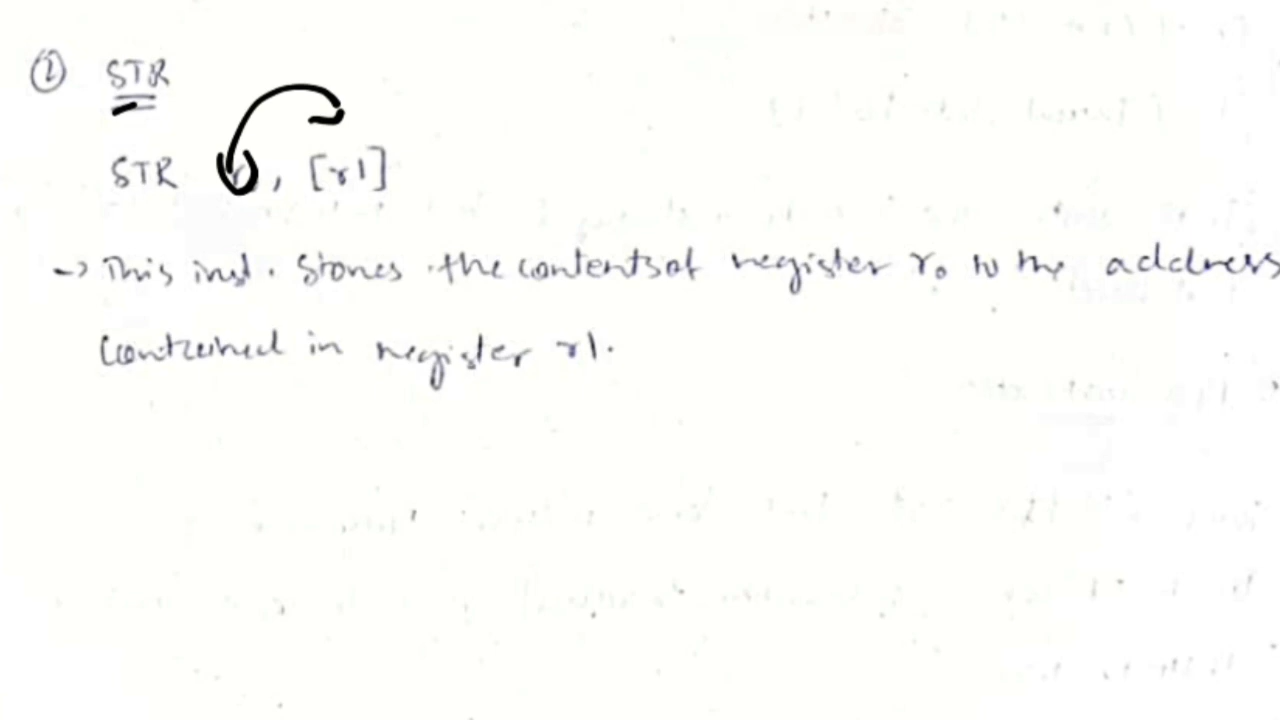 ② STR
STR r0, [r1]
→ This inst. Stores the contents of register r0 to the address
contained in register r1.